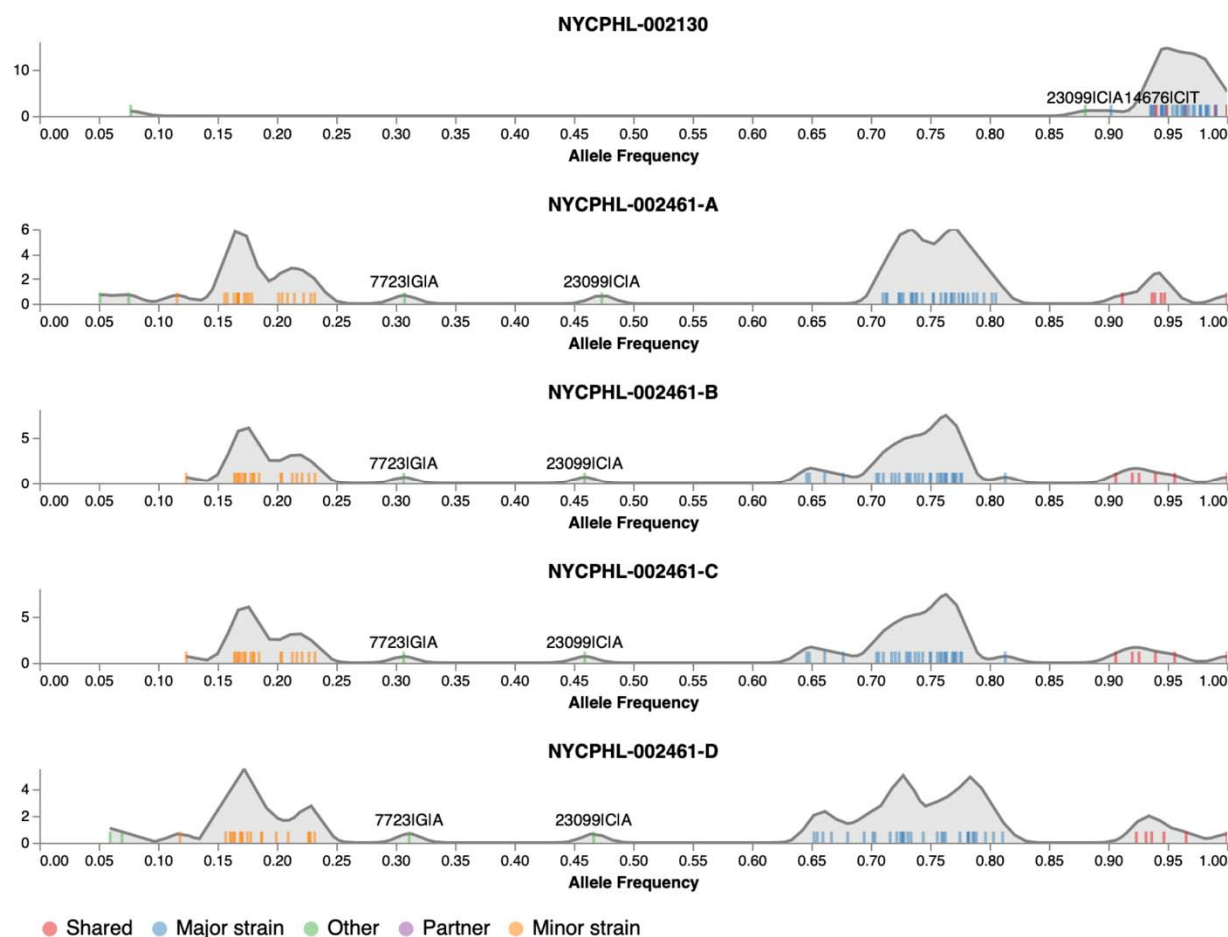 NYCPHL-002130
10
23099|C|A 14676|C|T
0
0.00 0.05 0.10 0.15 0.20 0.25 0.30 0.35 0.40 0.45 0.50 0.55 0.60 0.65 0.70 0.75 0.80 0.85 0.90 0.95 1.00
Allele Frequency
NYCPHL-002461-A
6
4
7723|G|A 23099|C|A
2
0
0.00 0.05 0.10 0.15 0.20 0.25 0.30 0.35 0.40 0.45 0.50 0.55 0.60 0.65 0.70 0.75 0.80 0.85 0.90 0.95 1.00
Allele Frequency
NYCPHL-002461-B
5
7723|G|A 23099|C|A
0
0.00 0.05 0.10 0.15 0.20 0.25 0.30 0.35 0.40 0.45 0.50 0.55 0.60 0.65 0.70 0.75 0.80 0.85 0.90 0.95 1.00
Allele Frequency
NYCPHL-002461-C
5
7723|G|A 23099|C|A
0
0.00 0.05 0.10 0.15 0.20 0.25 0.30 0.35 0.40 0.45 0.50 0.55 0.60 0.65 0.70 0.75 0.80 0.85 0.90 0.95 1.00
Allele Frequency
NYCPHL-002461-D
4
2
7723|G|A 23099|C|A
0
0.00 0.05 0.10 0.15 0.20 0.25 0.30 0.35 0.40 0.45 0.50 0.55 0.60 0.65 0.70 0.75 0.80 0.85 0.90 0.95 1.00
Allele Frequency
Shared Major strain Other Partner Minor strain